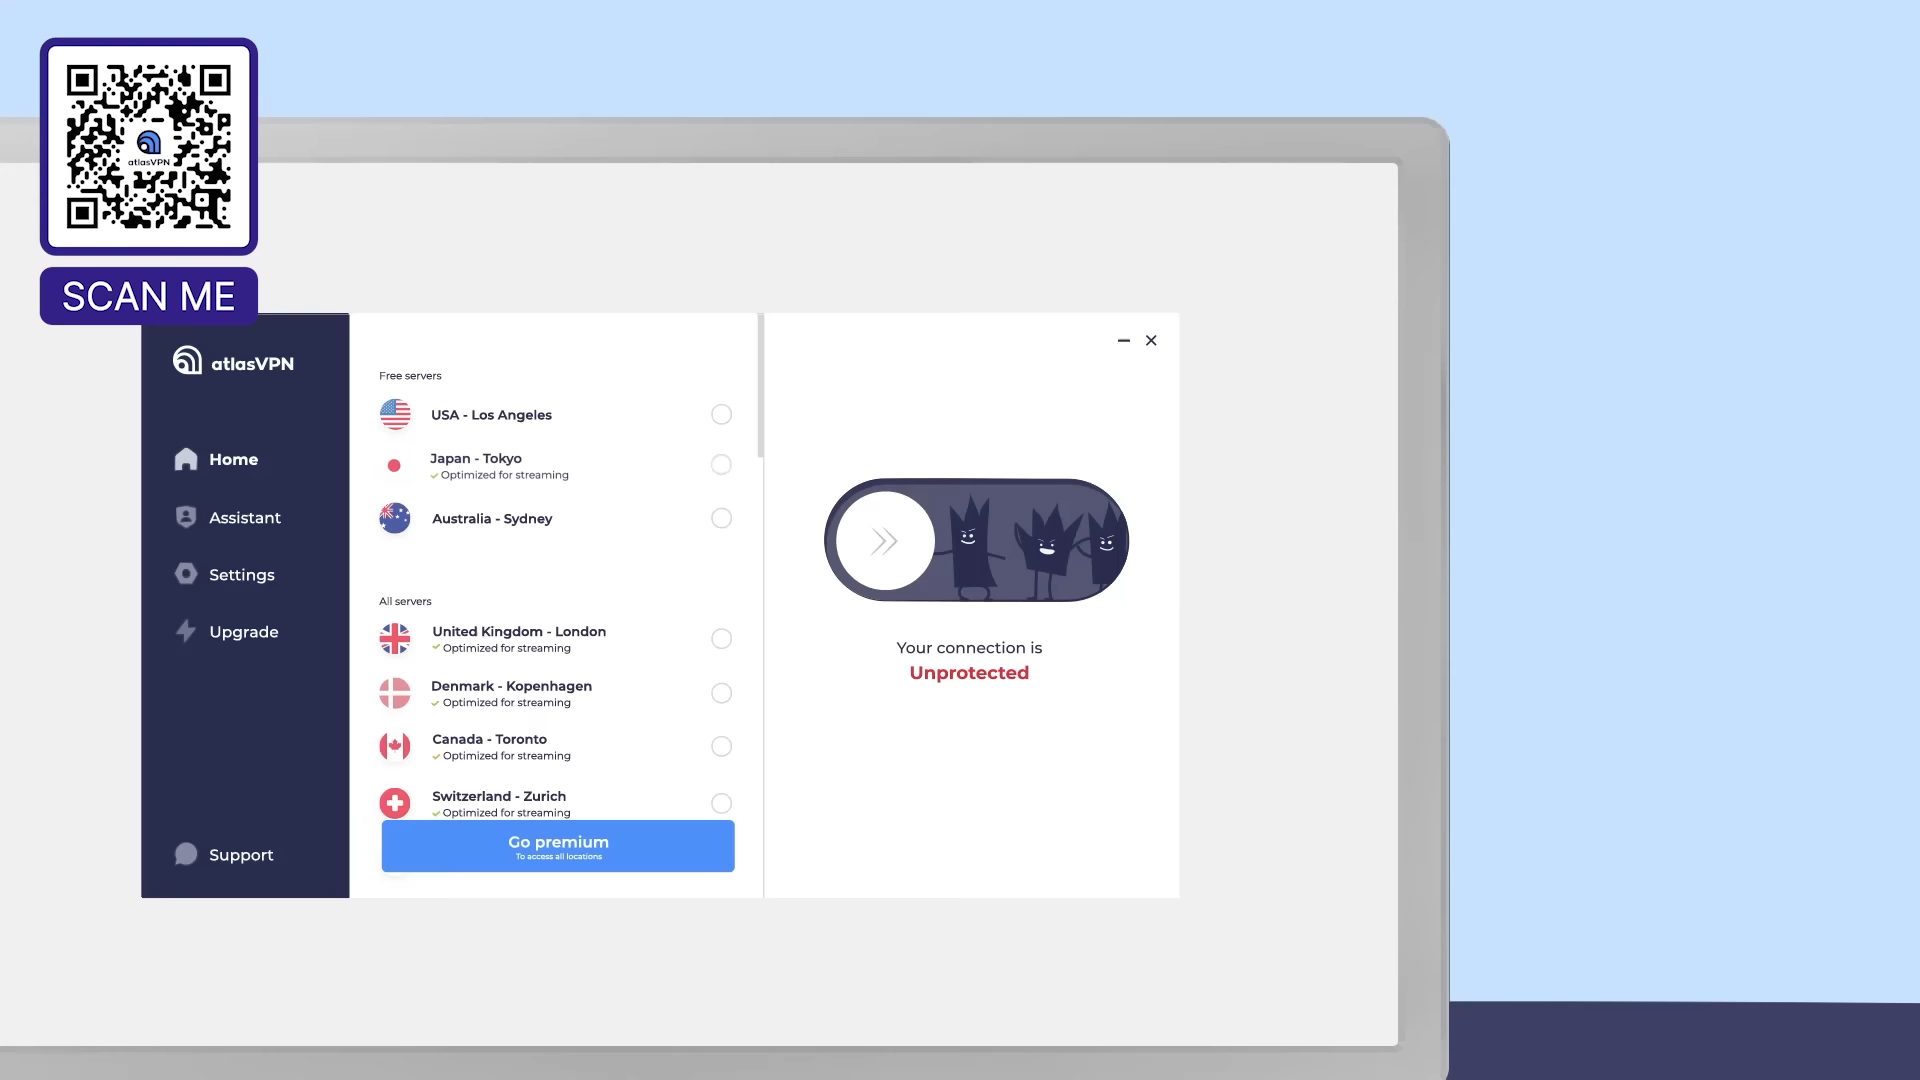 atlasVPN
SCAN ME
atlasVPN
Home
Assistant
Settings
Upgrade
Support
Free servers
USA - Los Angeles
Japan - Tokyo
Optimized for streaming
Australia - Sydney
All servers
United Kingdom - London
Optimized for streaming
Denmark - Kopenhagen
Optimized for streaming
Canada - Toronto
Optimized for streaming
Switzerland - Zurich
Optimized for streaming
Go premium
To access all locations
Your connection is
Unprotected